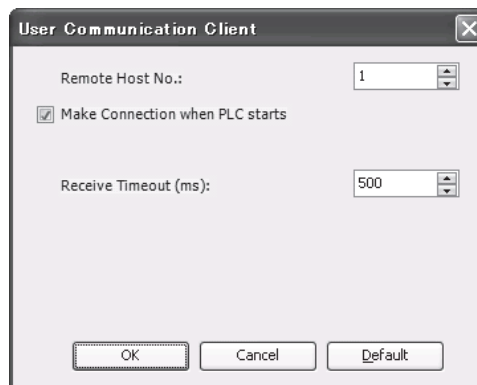 User Communication Client
Remote Host No.: 1
Make Connection when PLC starts
Receive Timeout (ms): 500
OK Cancel Default